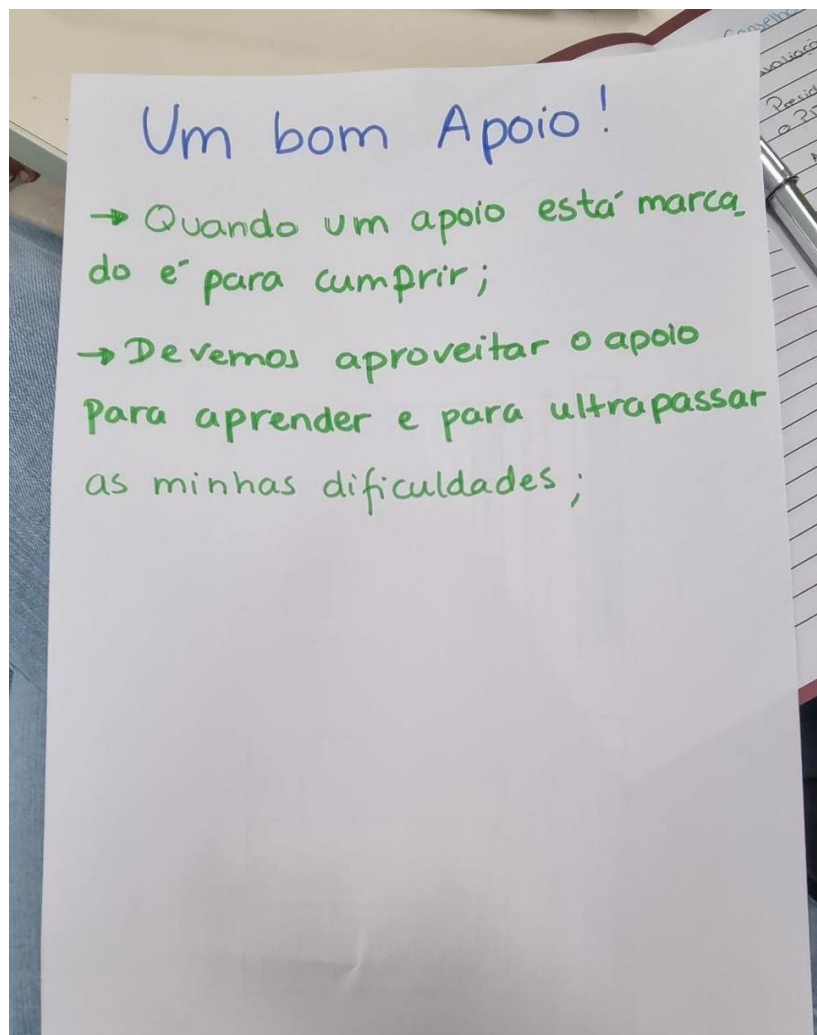 Um bom Apoio!
→ Quando um apoio está marca-
do é para cumprir;
→ Devemos aproveitar o apoio
para aprender e para ultrapassar
as minhas dificuldades;